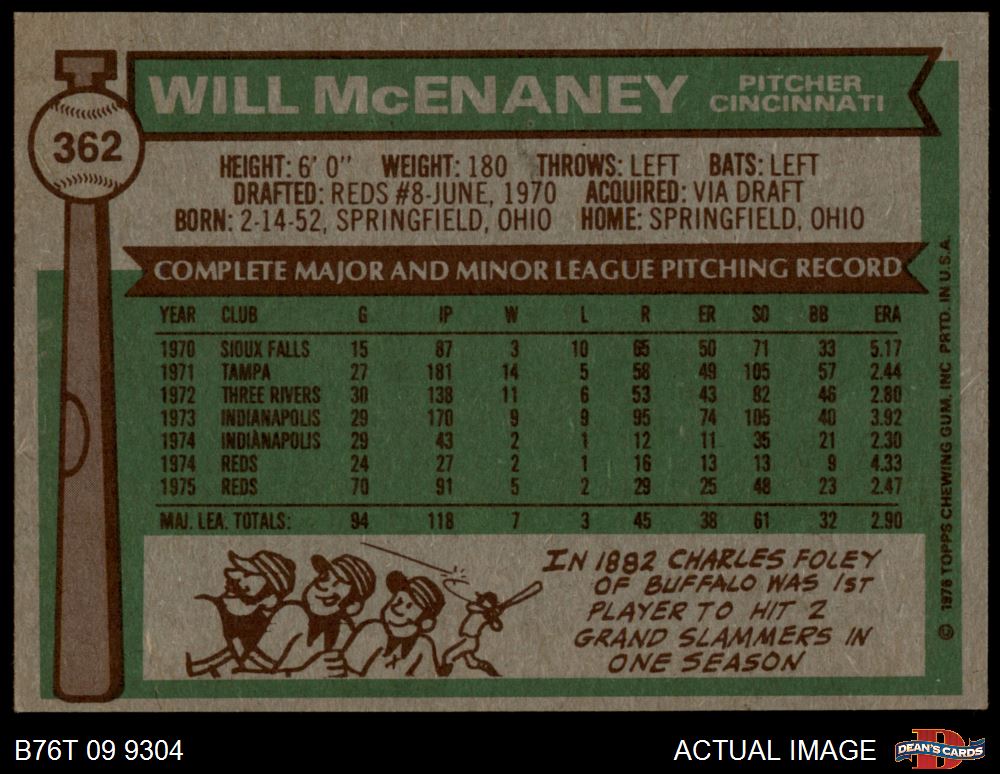 WILL McENANEY
PITCHER
CINCINNATI
362
HEIGHT: 6' 0" WEIGHT: 180 THROWS: LEFT BATS: LEFT
DRAFTED: REDS #8-JUNE, 1970 ACQUIRED: VIA DRAFT
BORN: 2-14-52, SPRINGFIELD, OHIO HOME: SPRINGFIELD, OHIO
COMPLETE MAJOR AND MINOR LEAGUE PITCHING RECORD
YEAR CLUB G IP W L R ER SO BB ERA
1970 SIOUX FALLS 15 87 3 10 65 50 71 33 5.17
1971 TAMPA 27 181 14 5 58 49 105 57 2.44
1972 THREE RIVERS 30 138 11 6 53 43 82 46 2.80
1973 INDIANAPOLIS 29 170 9 9 95 74 105 40 3.92
1974 INDIANAPOLIS 29 43 2 1 12 11 35 21 2.30
1974 REDS 24 27 2 1 16 13 13 9 4.33
1975 REDS 70 91 5 2 29 25 48 23 2.47
MAJ. LEA. TOTALS: 94 118 7 3 45 38 61 32 2.90
IN 1882 CHARLES FOLEY
OF BUFFALO WAS 1ST
PLAYER TO HIT 2
GRAND SLAMMERS IN
ONE SEASON
© 1976 TOPPS CHEWING GUM, INC PRTD. IN U.S.A.
B76T 09 9304
ACTUAL IMAGE
D
DEAN'S CARDS